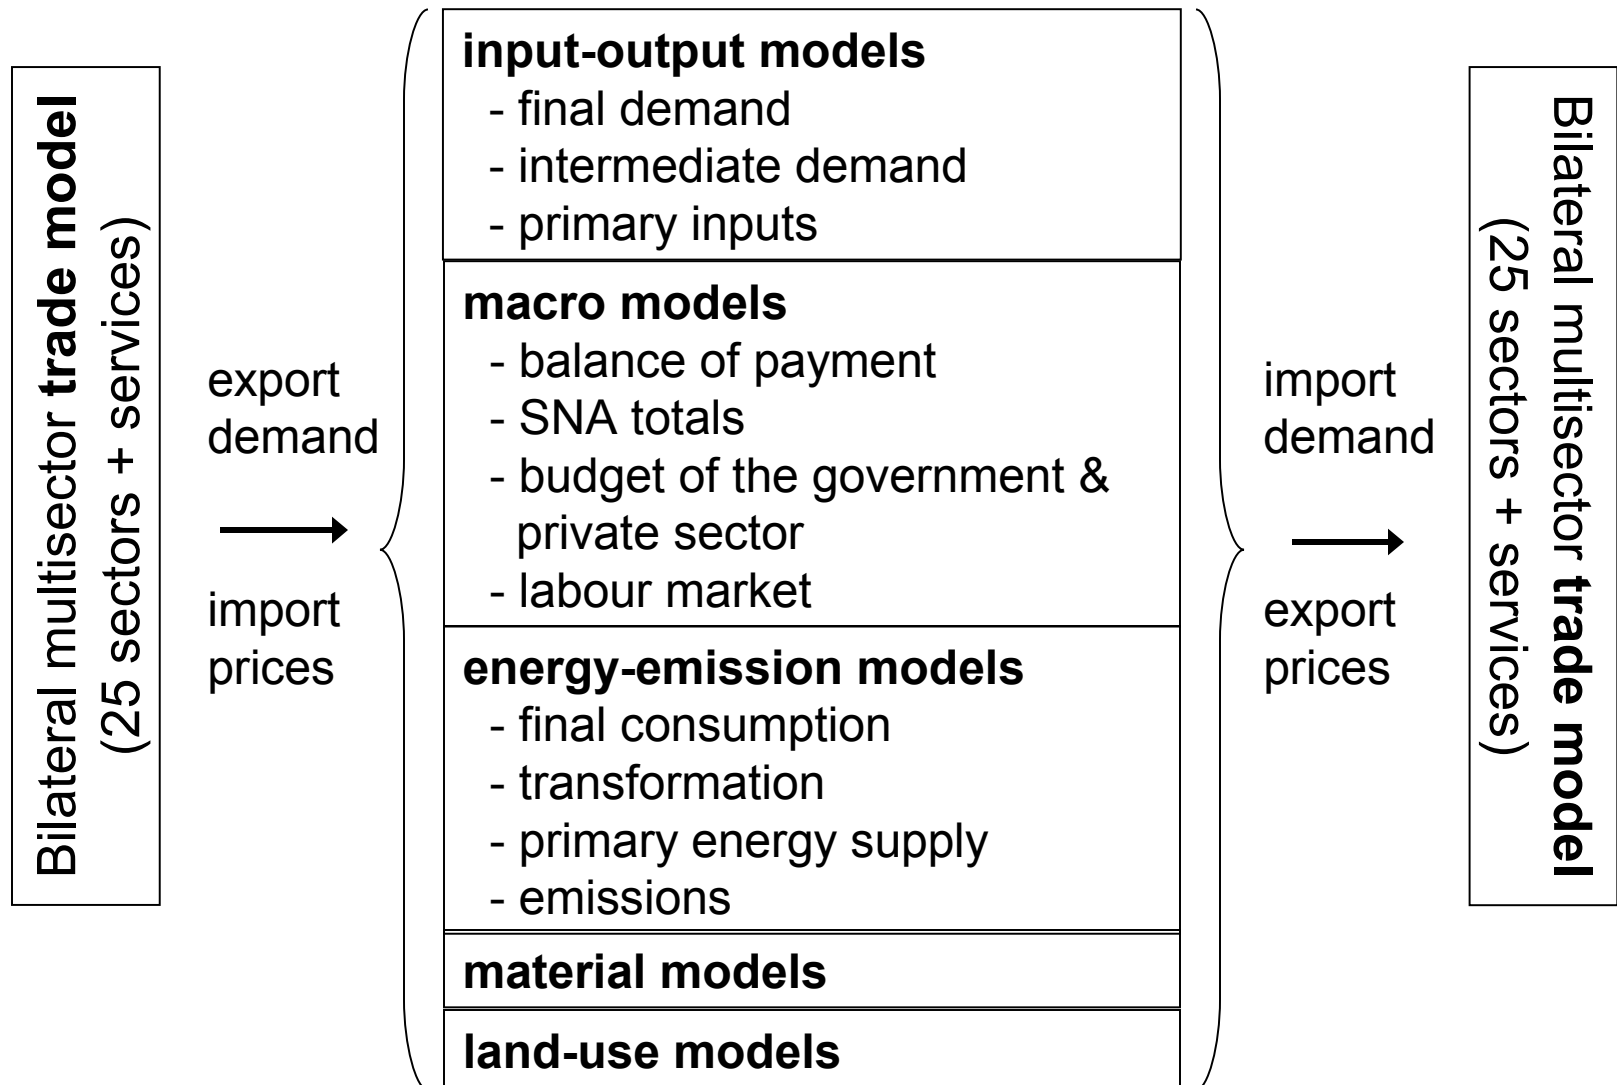 Bilateral multisector trade model
(25 sectors + services)
export
demand
import
prices
input-output models
- final demand
- intermediate demand
- primary inputs
macro models
- balance of payment
- SNA totals
- budget of the government &
private sector
- labour market
energy-emission models
- final consumption
- transformation
- primary energy supply
- emissions
material models
land-use models
import
demand
export
prices
Bilateral multisector trade model
(25 sectors + services)